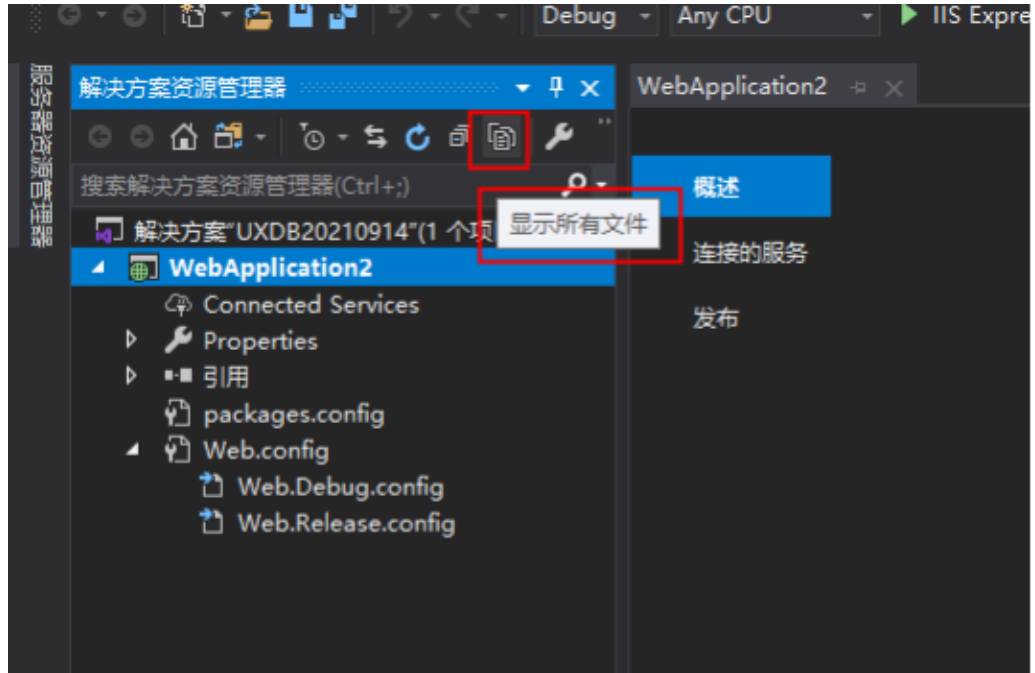 Debug Any CPU IIS Expre
服务器资源管理器
解决方案资源管理器
WebApplication2
搜索解决方案资源管理器(Ctrl+;)
显示所有文件
解决方案"UXDB20210914"(1 个项
WebApplication2
Connected Services
Properties
引用
packages.config
Web.config
Web.Debug.config
Web.Release.config
概述
连接的服务
发布